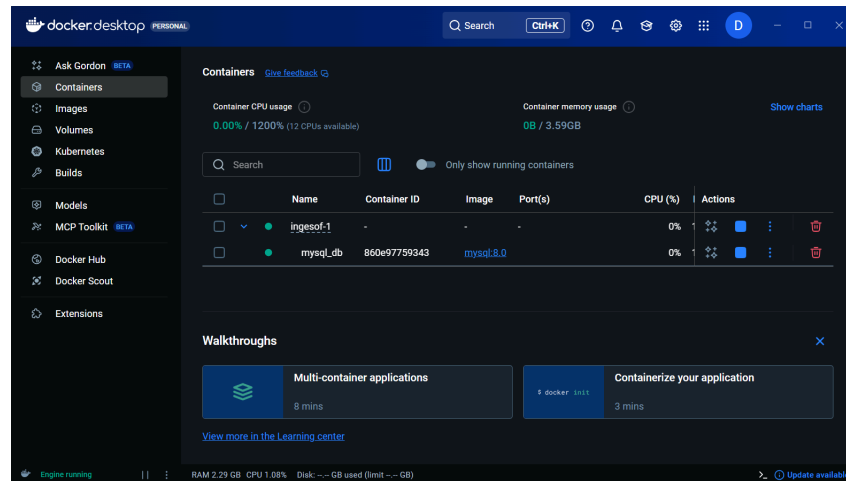 docker.desktop PERSONAL
Search Ctrl+K
D
Ask Gordon BETA
Containers
Images
Volumes
Kubernetes
Builds
Models
MCP Toolkit BETA
Docker Hub
Docker Scout
Extensions
Containers Give feedback
Container CPU usage
0.00% / 1200% (12 CPUs available)
Container memory usage
0B / 3.59GB
Show charts
Search
Only show running containers
Name Container ID Image Port(s) CPU (%) Actions
ingesof-1 - - - 0%
mysql_db 860e97759343 mysql:8.0 0%
Walkthroughs
Multi-container applications
8 mins
$ docker init
Containerize your application
3 mins
View more in the Learning center
Engine running
RAM 2.29 GB CPU 1.08% Disk: --.-- GB used (limit --.-- GB)
>_ Update available